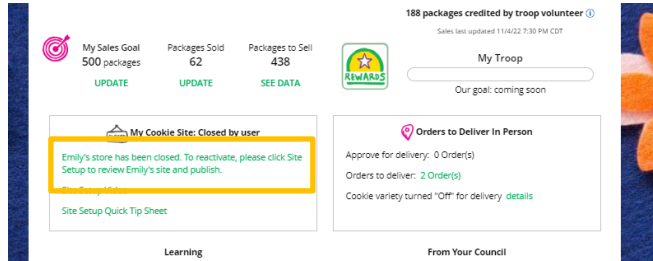 188 packages credited by troop volunteer
Sales last updated 11/4/22 7:30 PM CDT
My Sales Goal
500 packages
UPDATE
Packages Sold
62
UPDATE
Packages to Sell
438
SEE DATA
REWARDS
My Troop
Our goal: coming soon
My Cookie Site: Closed by user
Emily's store has been closed. To reactivate, please click Site
Setup to review Emily's site and publish.
Site Setup Quick Tip Sheet
Orders to Deliver In Person
Approve for delivery: 0 Order(s)
Orders to deliver: 2 Order(s)
Cookie variety turned "Off" for delivery details
Learning
From Your Council